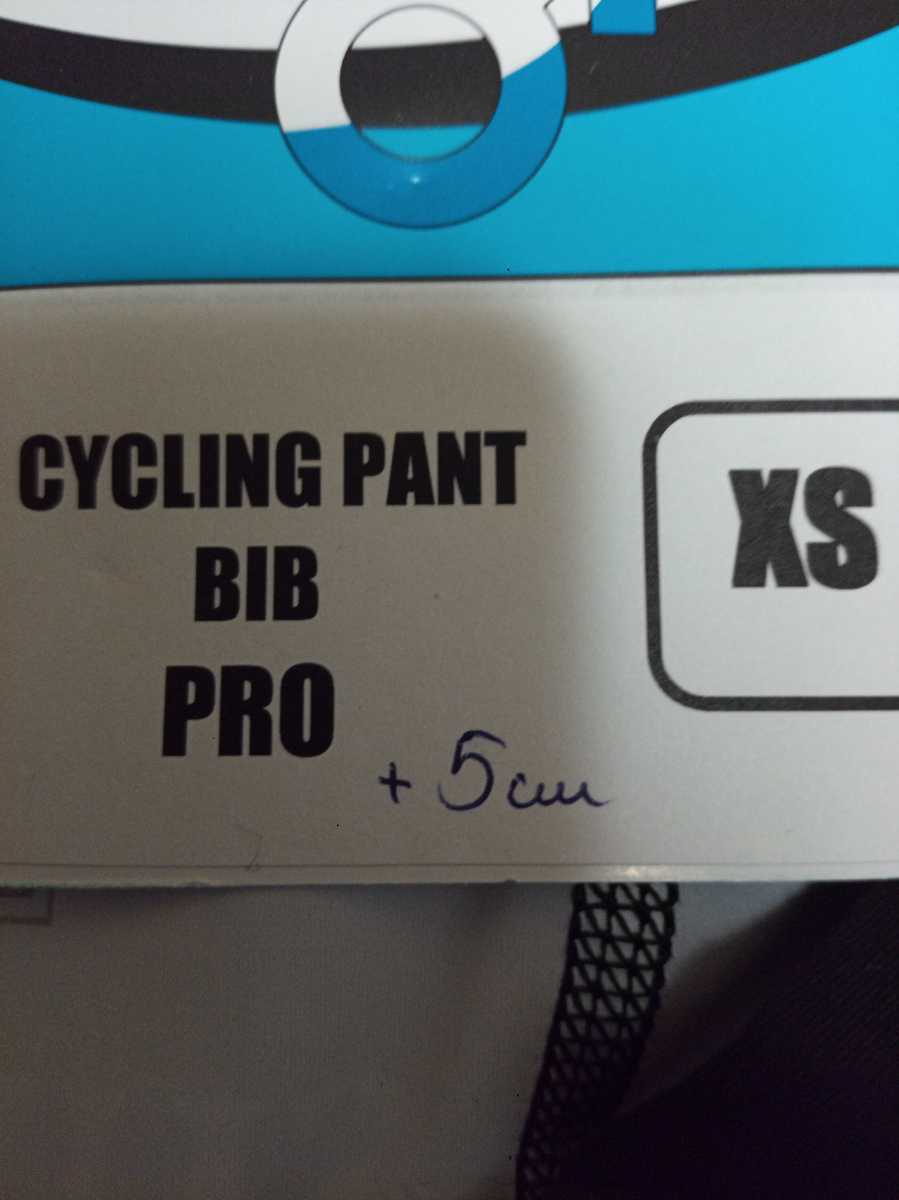 CYCLING PANT
BIB
PRO
XS
+ 5cm